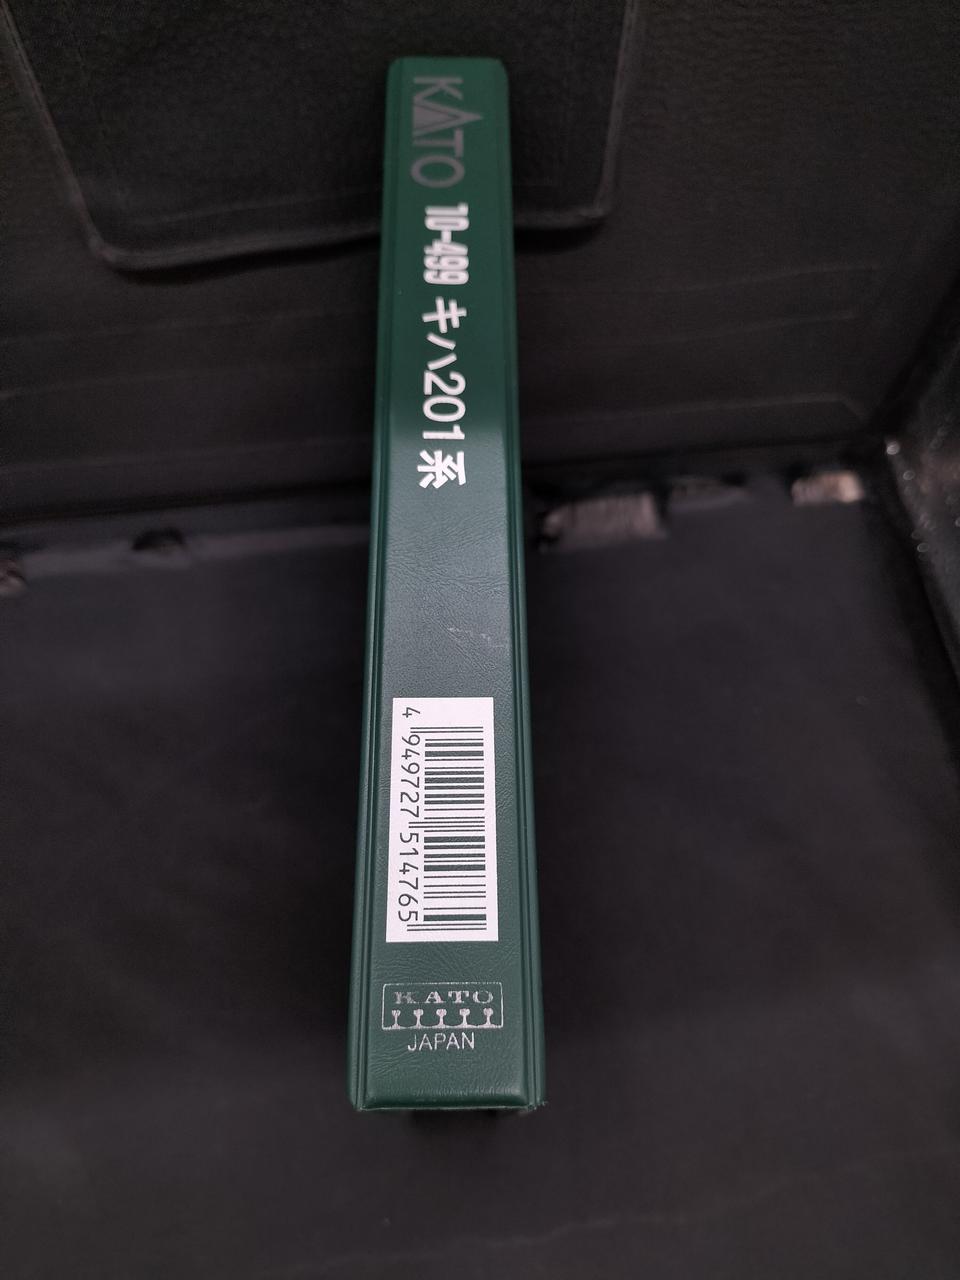 KATO 10-499 キハ201系
4 949727 514765
KATO
JAPAN